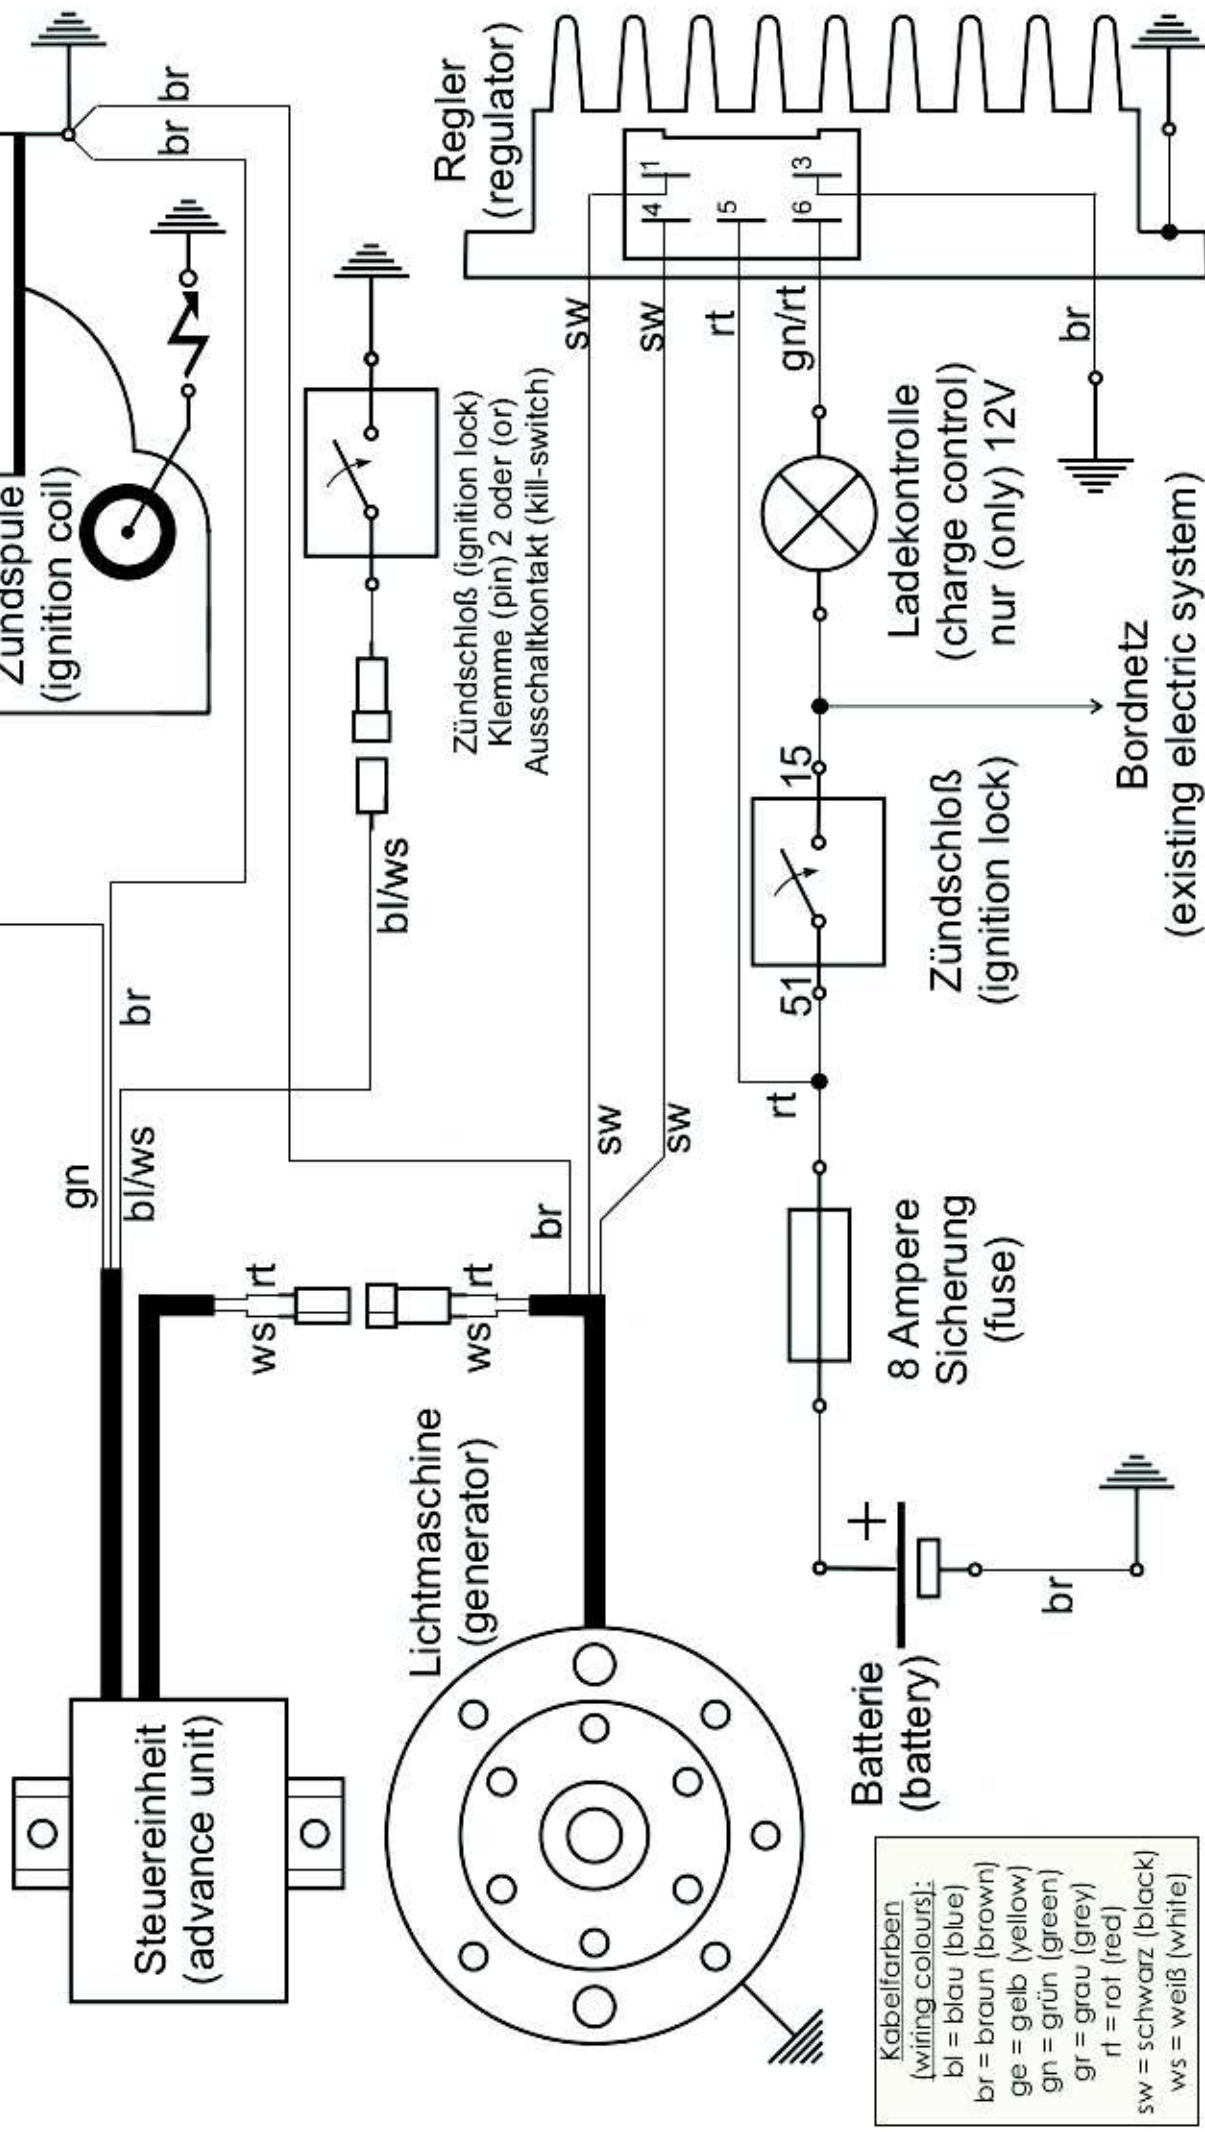 Steuereinheit
(advance unit)
gn
br
bl/ws
bl/ws
ws
rt
ws
rt
br
Zündspule
(ignition coil)
br
br
Zündschloß (ignition lock)
Klemme (pin) 2 oder (or)
Ausschaltkontakt (kill-switch)
Lichtmaschine
(generator)
sw
sw
sw
sw
rt
gn/rt
br
Regler
(regulator)
1
4
5
3
6
Batterie
(battery)
+
br
8 Ampere
Sicherung
(fuse)
rt
51
15
Zündschloß
(ignition lock)
Ladekontrolle
(charge control)
nur (only) 12V
Bordnetz
(existing electric system)
Kabelfarben
(wiring colours):
bl = blau (blue)
br = braun (brown)
ge = gelb (yellow)
gn = grün (green)
gr = grau (grey)
rt = rot (red)
sw = schwarz (black)
ws = weiß (white)